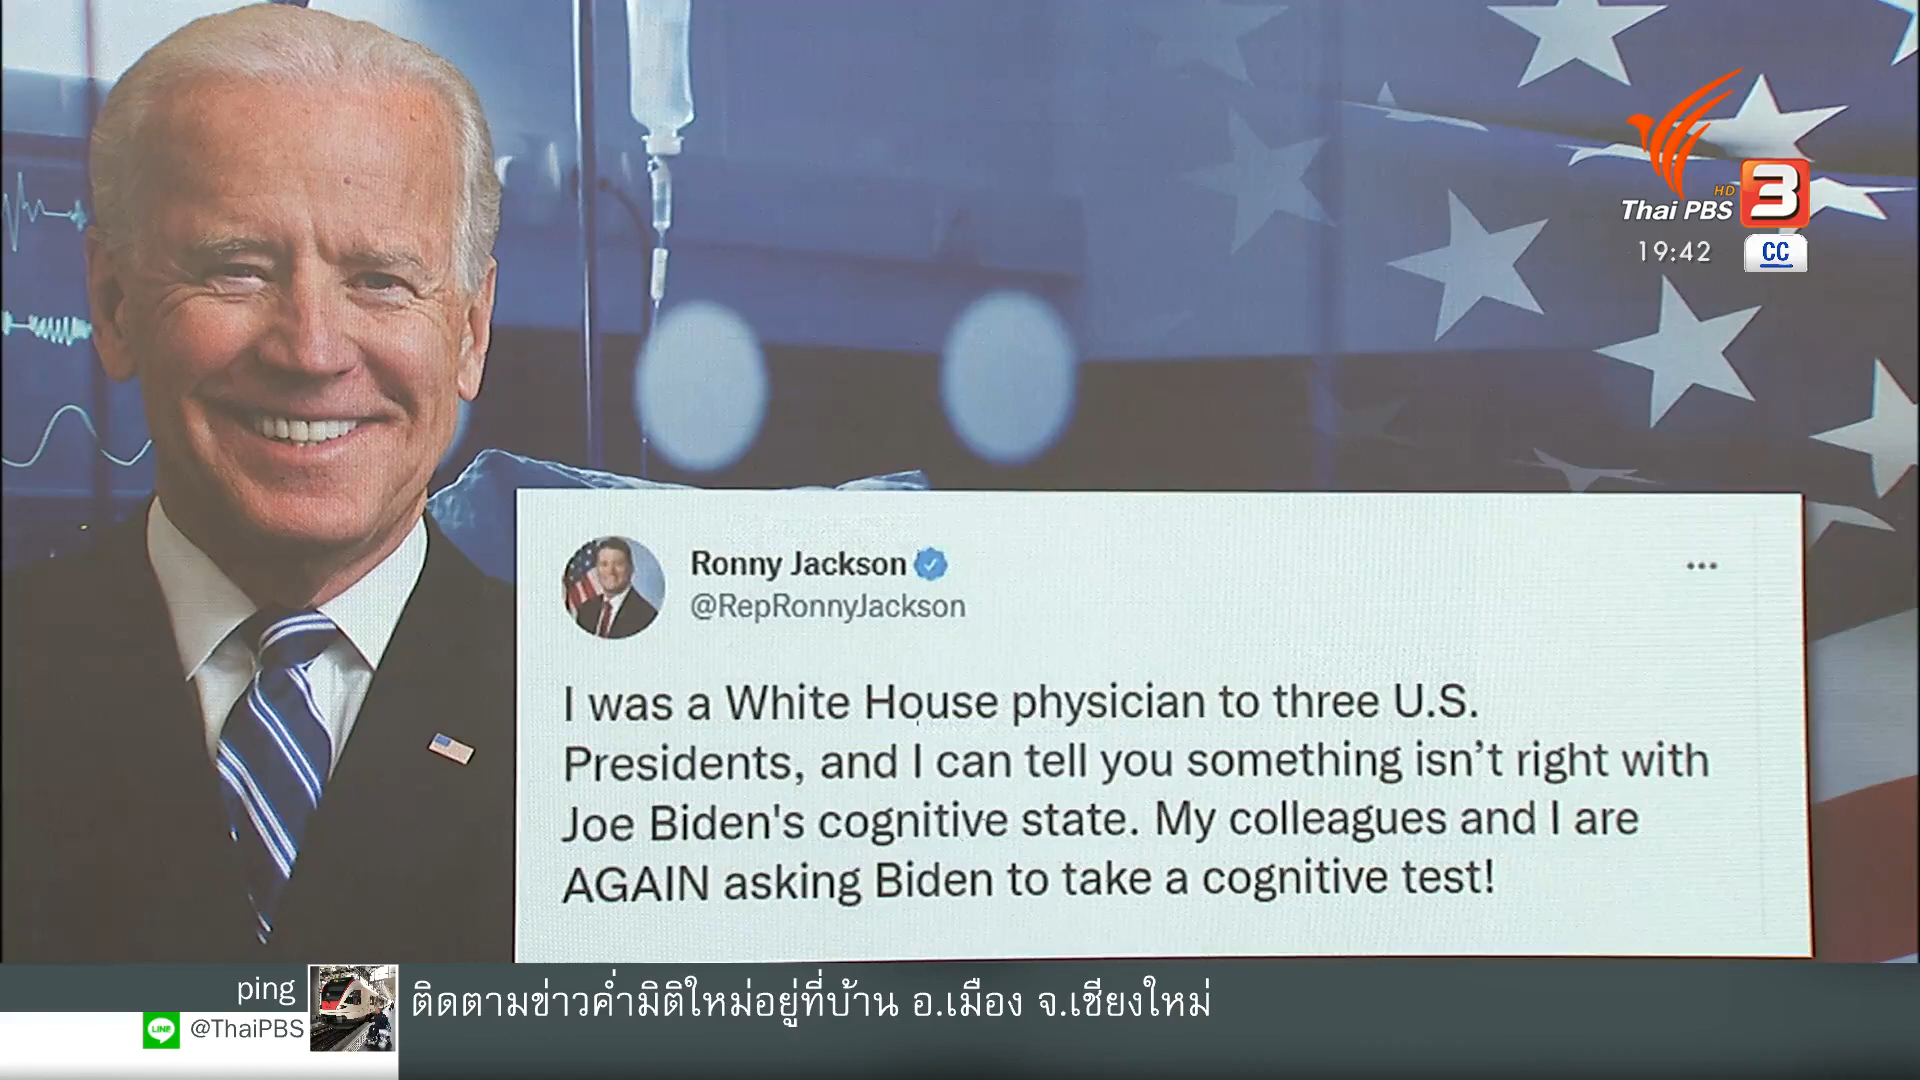 HD
Thai PBS 3
19:42
CC
Ronny Jackson
@RepRonnyJackson
I was a White House physician to three U.S.
Presidents, and I can tell you something isn't right with
Joe Biden's cognitive state. My colleagues and I are
AGAIN asking Biden to take a cognitive test!
ping
LINE @ThaiPBS
ติดตามข่าวค่ำมิติใหม่อยู่ที่บ้าน อ.เมือง จ.เชียงใหม่